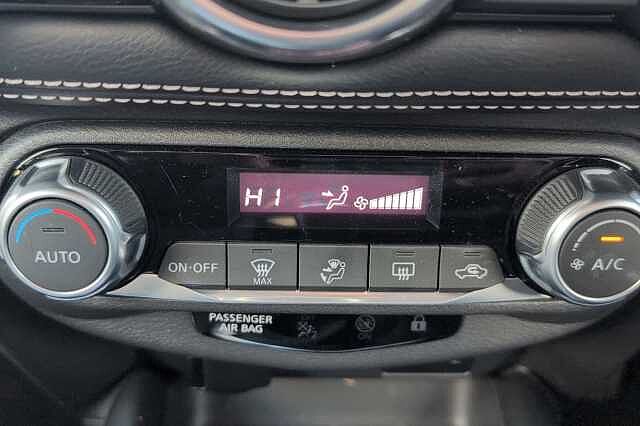 HI
AUTO
ON·OFF
MAX
A/C
PASSENGER
AIR BAG